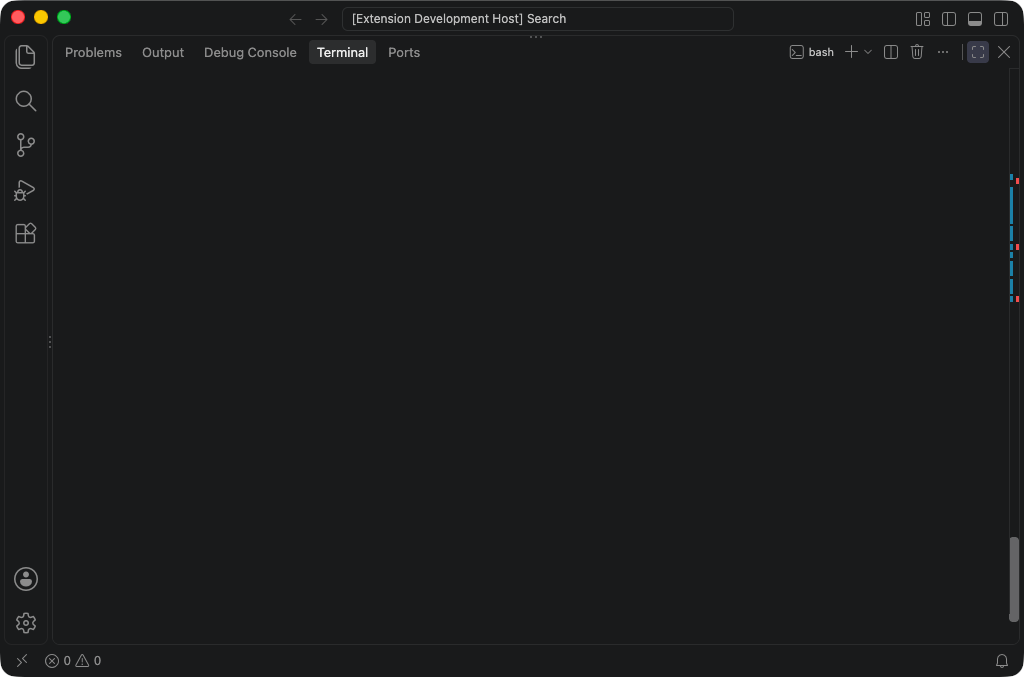 [Extension Development Host] Search
Problems Output Debug Console Terminal Ports bash
0 0